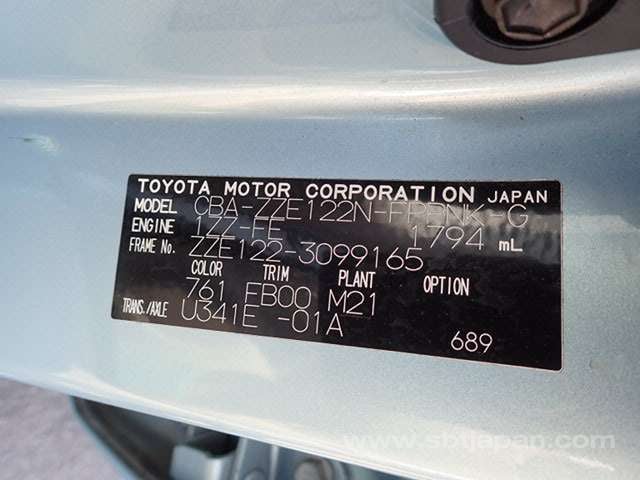 TOYOTA MOTOR CORPORATION JAPAN
MODEL CBA-ZZE122N-FPPNK-G
ENGINE 1ZZ-FE 1794 mL
FRAME No. ZZE122-3099165
COLOR TRIM PLANT OPTION
761 FB00 M21
TRANS./AXLE U341E -01A
689
www.sbtjapan.com